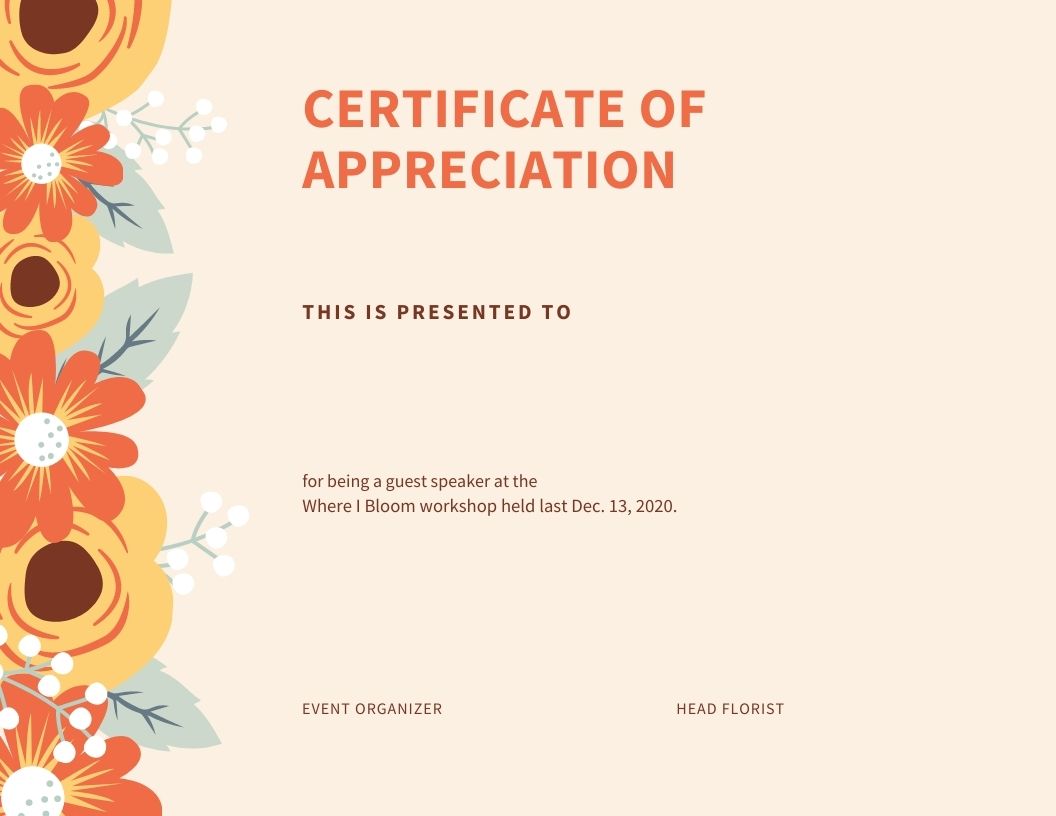 CERTIFICATE OF
APPRECIATION
THIS IS PRESENTED TO
for being a guest speaker at the
Where I Bloom workshop held last Dec. 13, 2020.
EVENT ORGANIZER
HEAD FLORIST